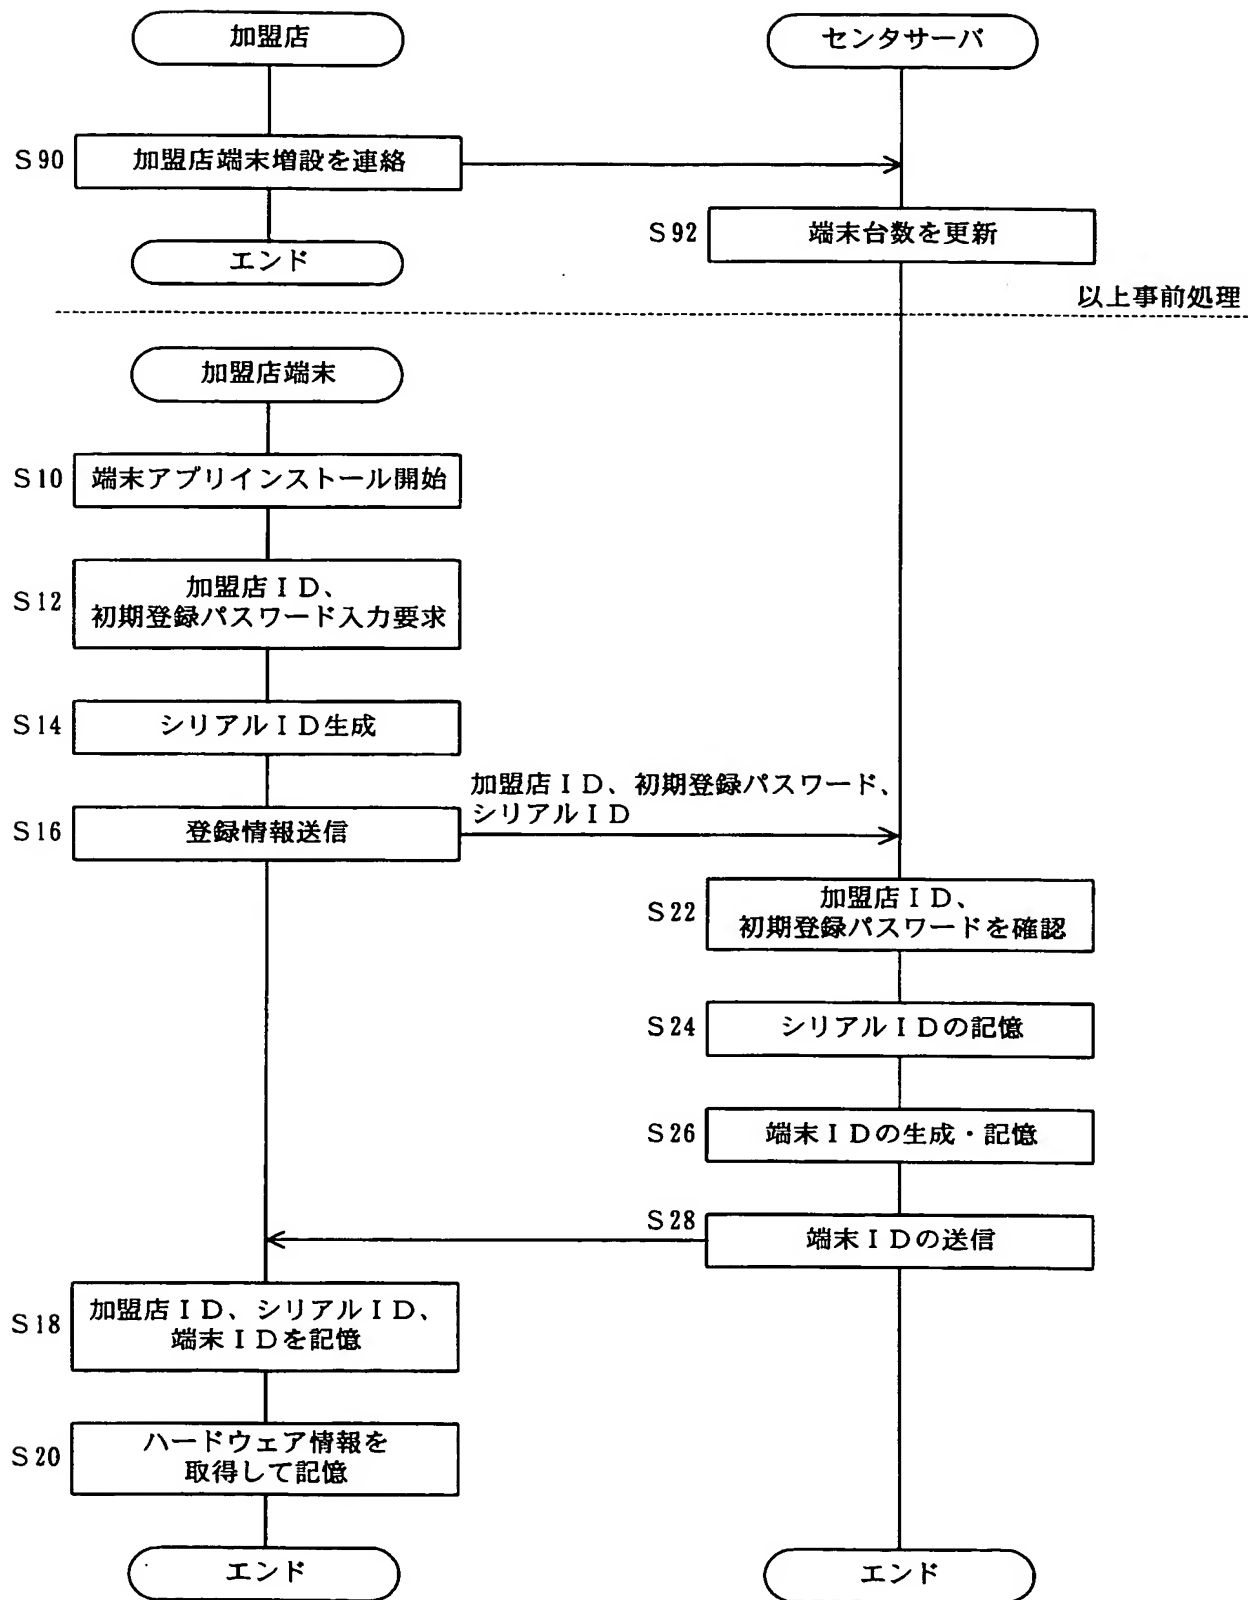 加盟店
センタサーバ
S90
加盟店端末増設を連絡
S92
端末台数を更新
エンド
以上事前処理
加盟店端末
S10
端末アプリインストール開始
S12
加盟店ID、
初期登録パスワード入力要求
S14
シリアルID生成
加盟店ID、初期登録パスワード、
シリアルID
S16
登録情報送信
S22
加盟店ID、
初期登録パスワードを確認
S24
シリアルIDの記憶
S26
端末IDの生成・記憶
S28
端末IDの送信
S18
加盟店ID、シリアルID、
端末IDを記憶
S20
ハードウェア情報を
取得して記憶
エンド
エンド